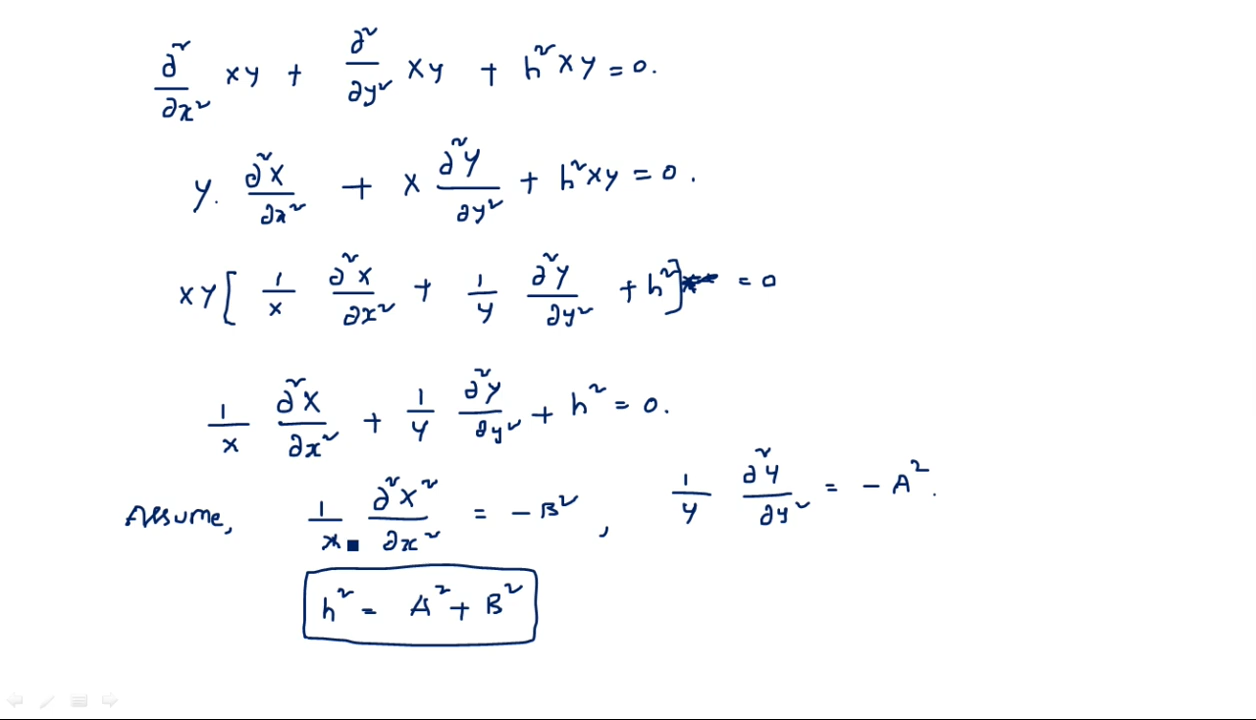 ∂²/∂x² XY + ∂²/∂y² XY + h²XY = 0.
Y. ∂²X/∂x² + X ∂²Y/∂y² + h²XY = 0.
XY[ 1/X ∂²X/∂x² + 1/Y ∂²Y/∂y² + h² ] = 0
1/X ∂²X/∂x² + 1/Y ∂²Y/∂y² + h² = 0.
Assume, 1/X ∂²X²/∂x² = -B², 1/Y ∂²Y/∂y² = -A².
h² = A² + B²